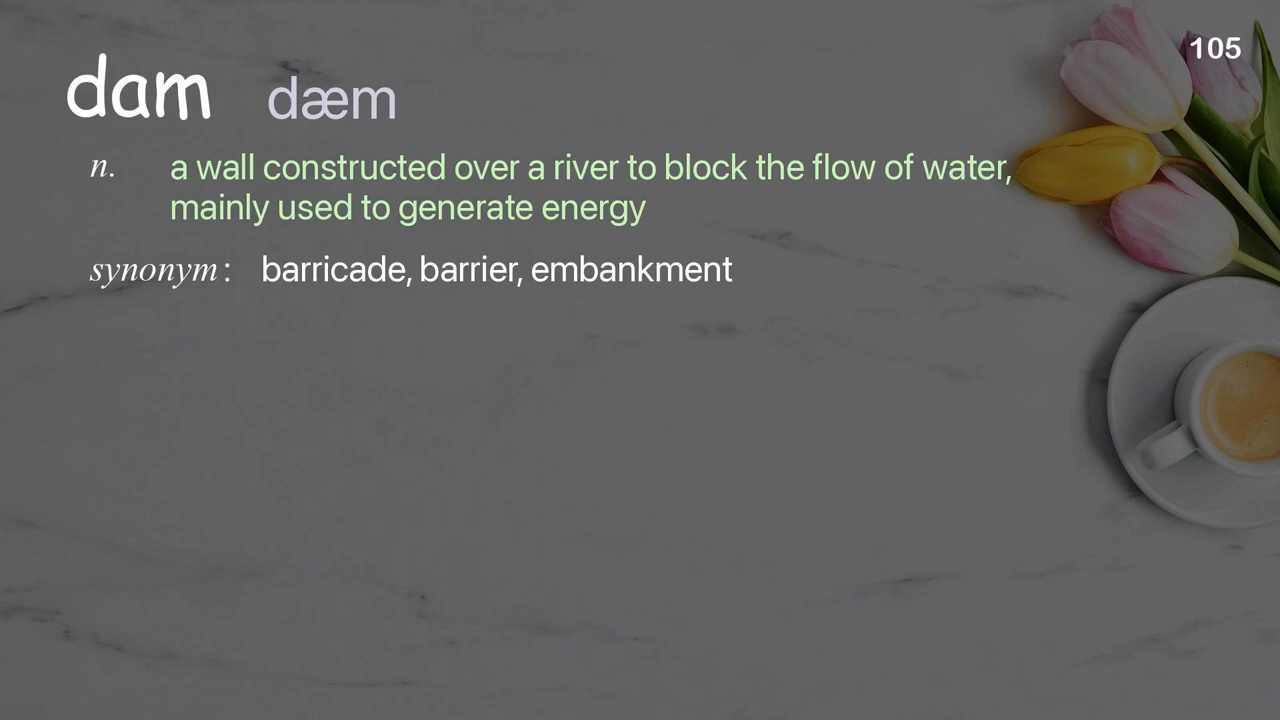 105
dam dæm
n. a wall constructed over a river to block the flow of water,
mainly used to generate energy
synonym: barricade, barrier, embankment